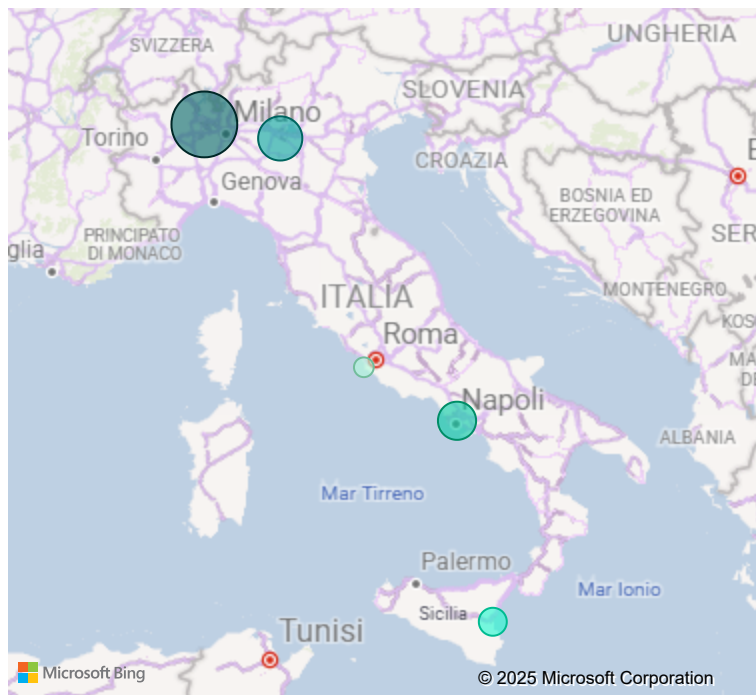 UNGHERIA
SVIZZERA
SLOVENIA
Milano
Torino
CROAZIA
Genova
BOSNIA ED
ERZEGOVINA
PRINCIPATO
DI MONACO
MONTENEGRO
ITALIA
Roma
Napoli
ALBANIA
Mar Tirreno
Palermo
Mar Ionio
Sicilia
Tunisi
Microsoft Bing
© 2025 Microsoft Corporation